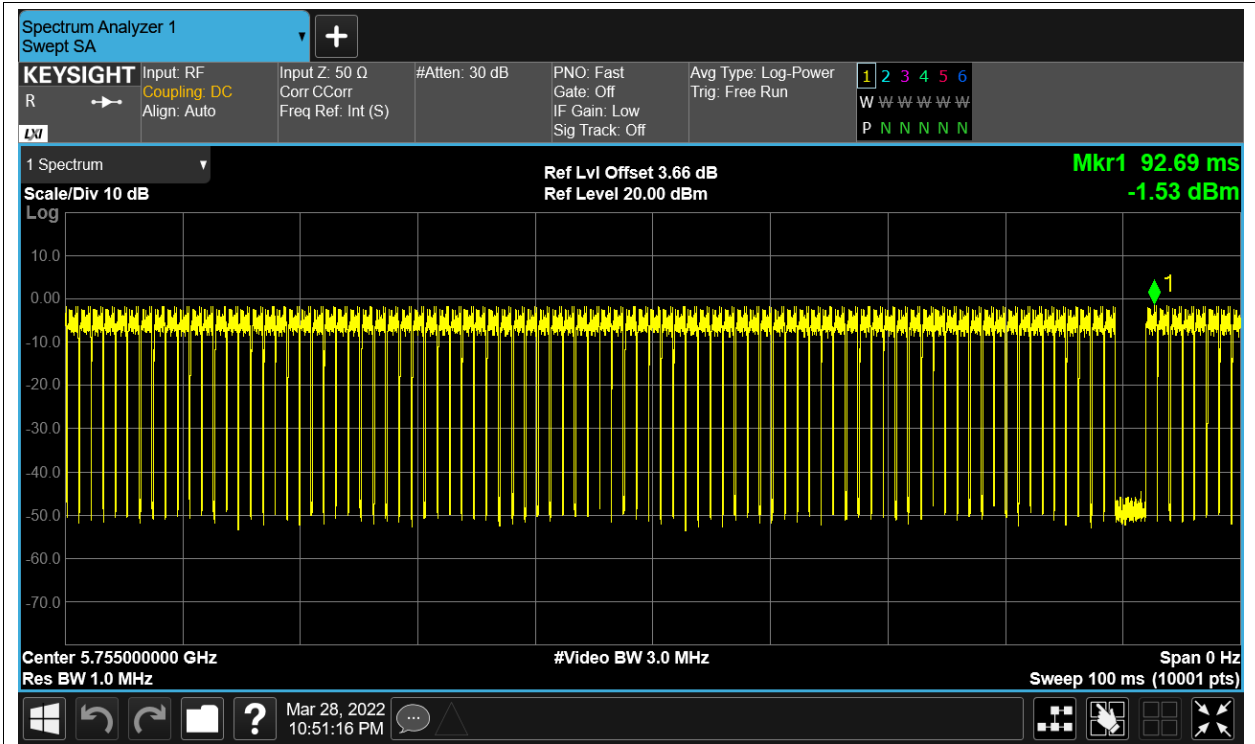 Spectrum Analyzer 1
Swept SA
KEYSIGHT
R
LXI
Input: RF
Coupling: DC
Align: Auto
Input Z: 50 Ω
Corr CCorr
Freq Ref: Int (S)
#Atten: 30 dB
PNO: Fast
Gate: Off
IF Gain: Low
Sig Track: Off
Avg Type: Log-Power
Trig: Free Run
1 2 3 4 5 6
W W W W W W
P N N N N N
1 Spectrum
Scale/Div 10 dB
Log
Ref Lvl Offset 3.66 dB
Ref Level 20.00 dBm
Mkr1 92.69 ms
-1.53 dBm
1
10.0
0.00
-10.0
-20.0
-30.0
-40.0
-50.0
-60.0
-70.0
Center 5.755000000 GHz
Res BW 1.0 MHz
#Video BW 3.0 MHz
Span 0 Hz
Sweep 100 ms (10001 pts)
?
Mar 28, 2022
10:51:16 PM